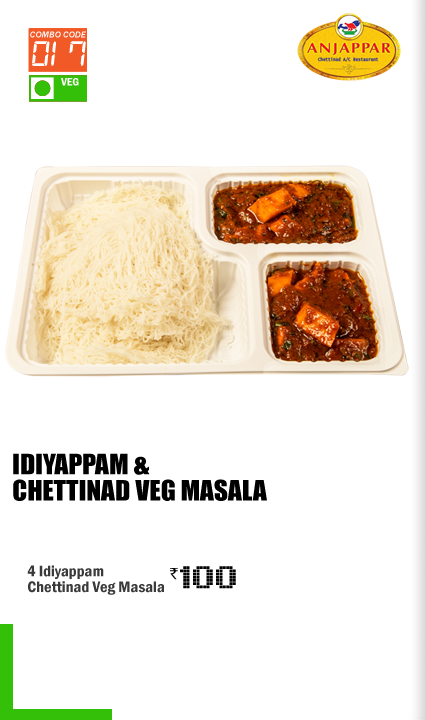 COMBO CODE
017
VEG
ANJAPPAR
Chettinad A/C Restaurant
IDIYAPPAM &
CHETTINAD VEG MASALA
4 Idiyappam
Chettinad Veg Masala
₹100